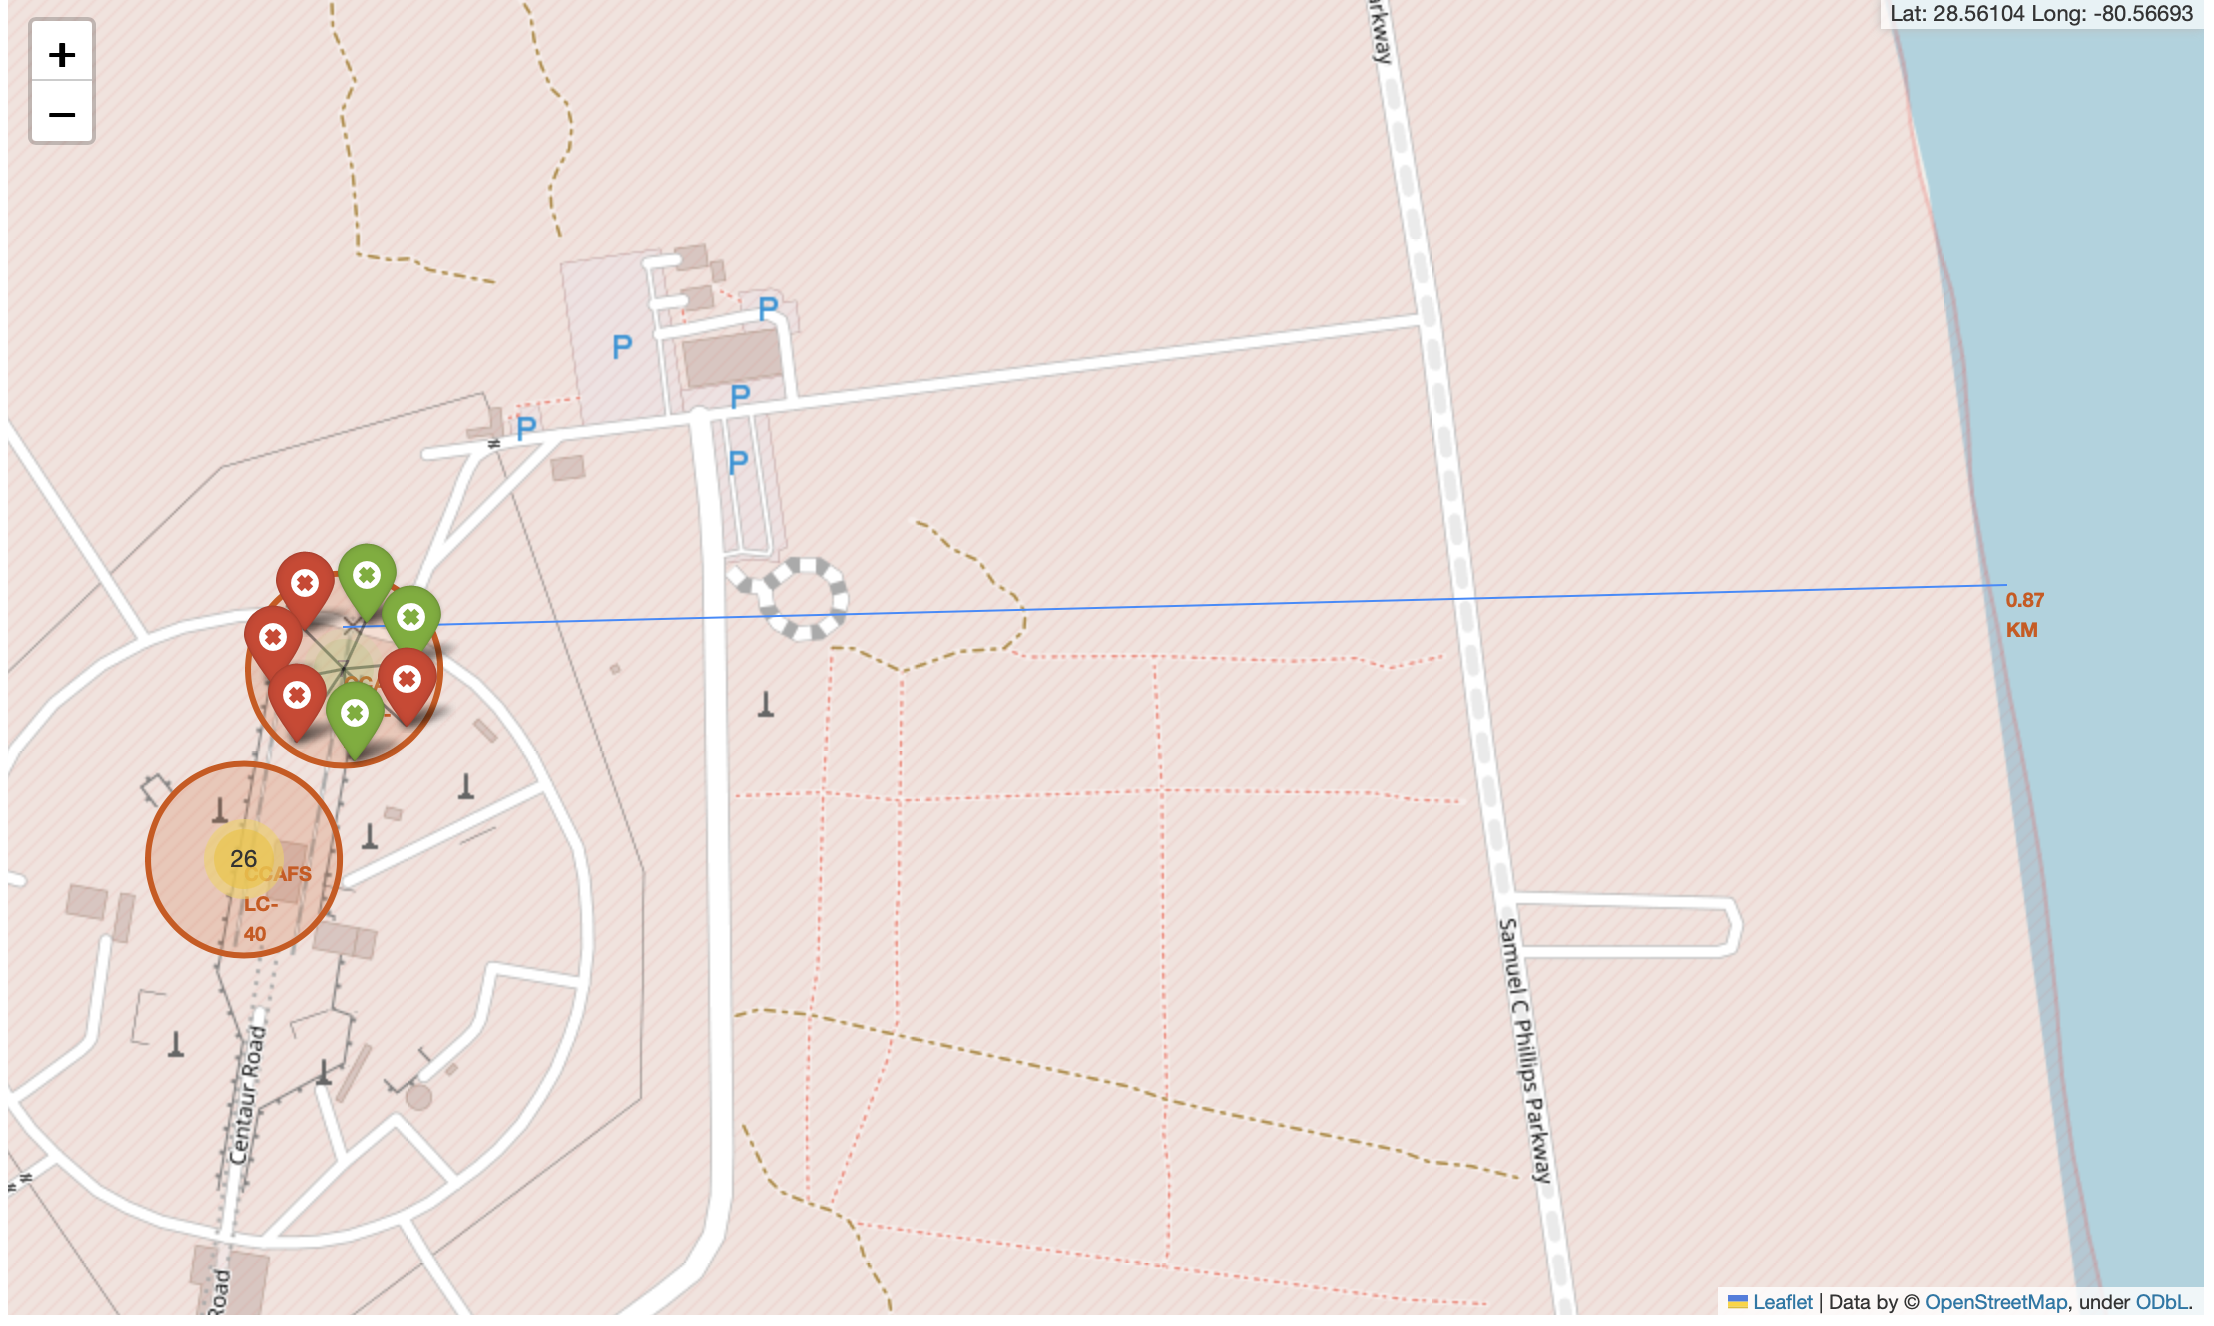 +
−
Lat: 28.56104 Long: -80.56693
arkway
P
P
P
P
P
0.87
KM
26
CCAFS
LC-
40
Samuel C Phillips Parkway
Centaur Road
Road
Leaflet | Data by © OpenStreetMap, under ODbL.